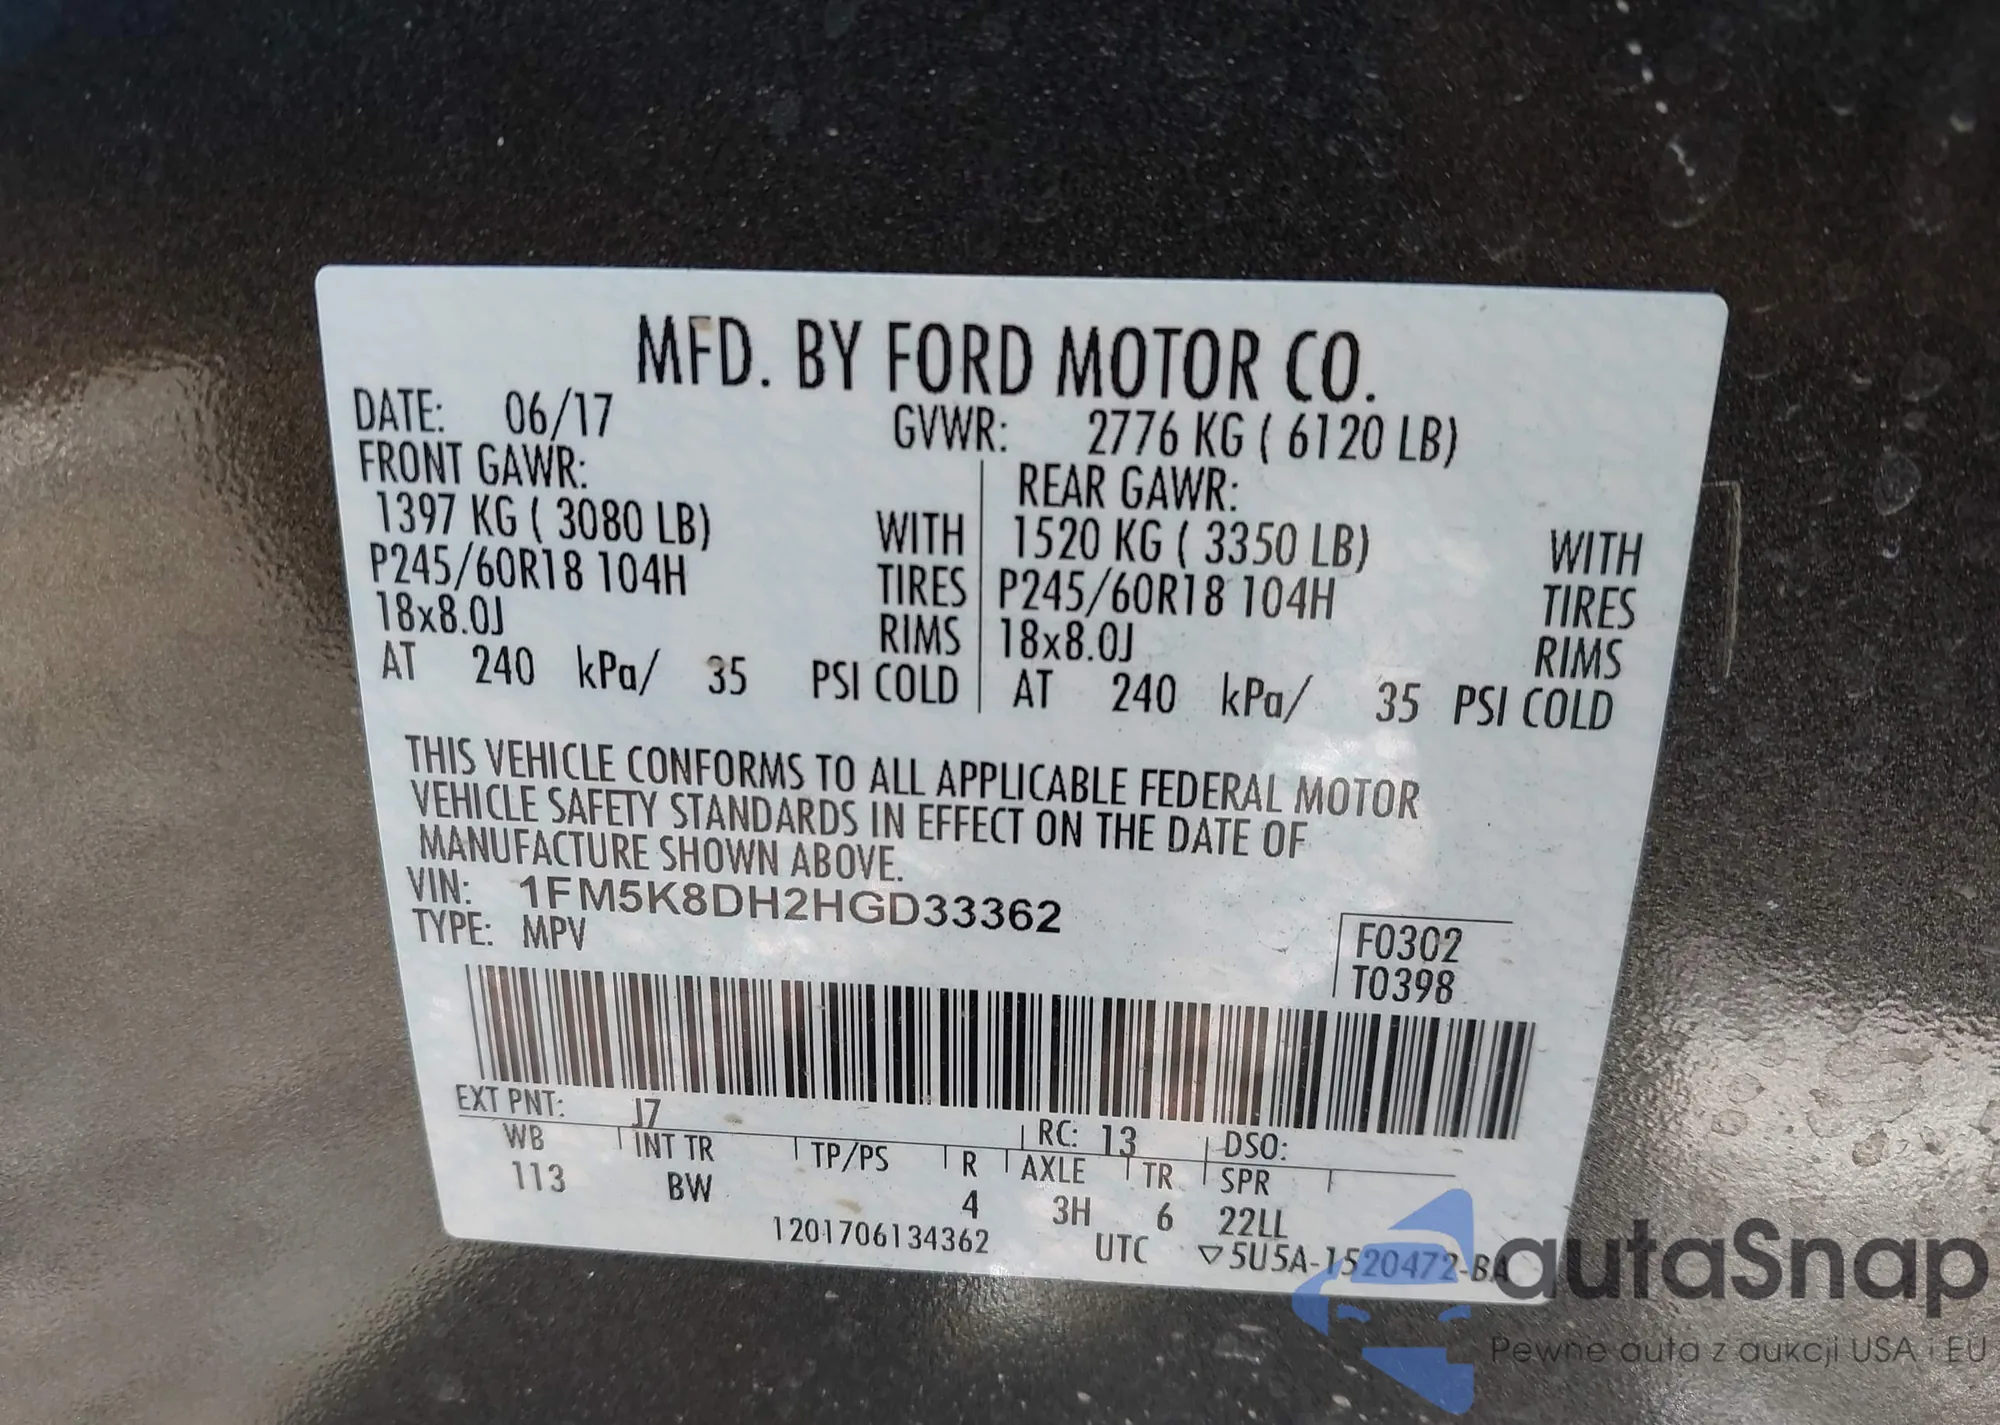 MFD. BY FORD MOTOR CO.
DATE: 06/17 GVWR: 2776 KG ( 6120 LB)
FRONT GAWR: REAR GAWR:
1397 KG ( 3080 LB) WITH 1520 KG ( 3350 LB) WITH
P245/60R18 104H TIRES P245/60R18 104H TIRES
18x8.0J RIMS 18x8.0J RIMS
AT 240 kPa/ 35 PSI COLD AT 240 kPa/ 35 PSI COLD
THIS VEHICLE CONFORMS TO ALL APPLICABLE FEDERAL MOTOR
VEHICLE SAFETY STANDARDS IN EFFECT ON THE DATE OF
MANUFACTURE SHOWN ABOVE.
VIN: 1FM5K8DH2HGD33362
TYPE: MPV
F0302
T0398
EXT PNT: J7 RC: 13 DSO:
WB INT TR TP/PS R AXLE TR SPR
113 BW 4 3H 6 22LL
1201706134362 UTC ▽5U5A-1520472-BA
autaSnap
Pewne auta z aukcji USA i EU